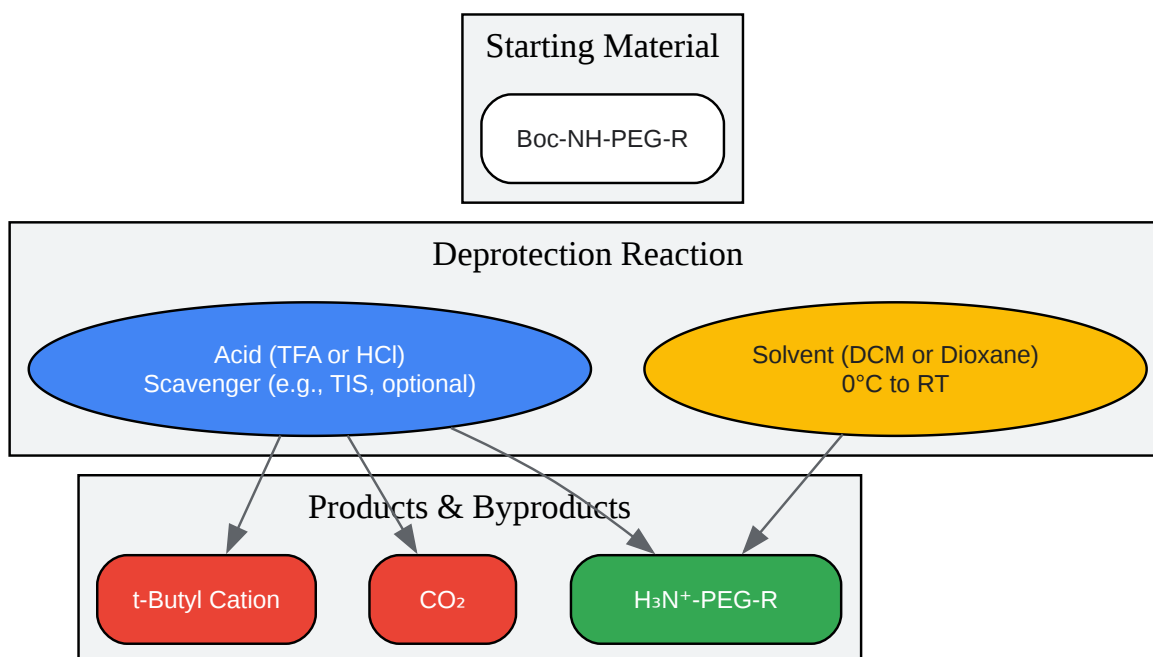 Starting Material
Boc-NH-PEG-R
Deprotection Reaction
Acid (TFA or HCl)
Scavenger (e.g., TIS, optional)
Solvent (DCM or Dioxane)
0°C to RT
Products & Byproducts
t-Butyl Cation
CO₂
H₃N⁺-PEG-R